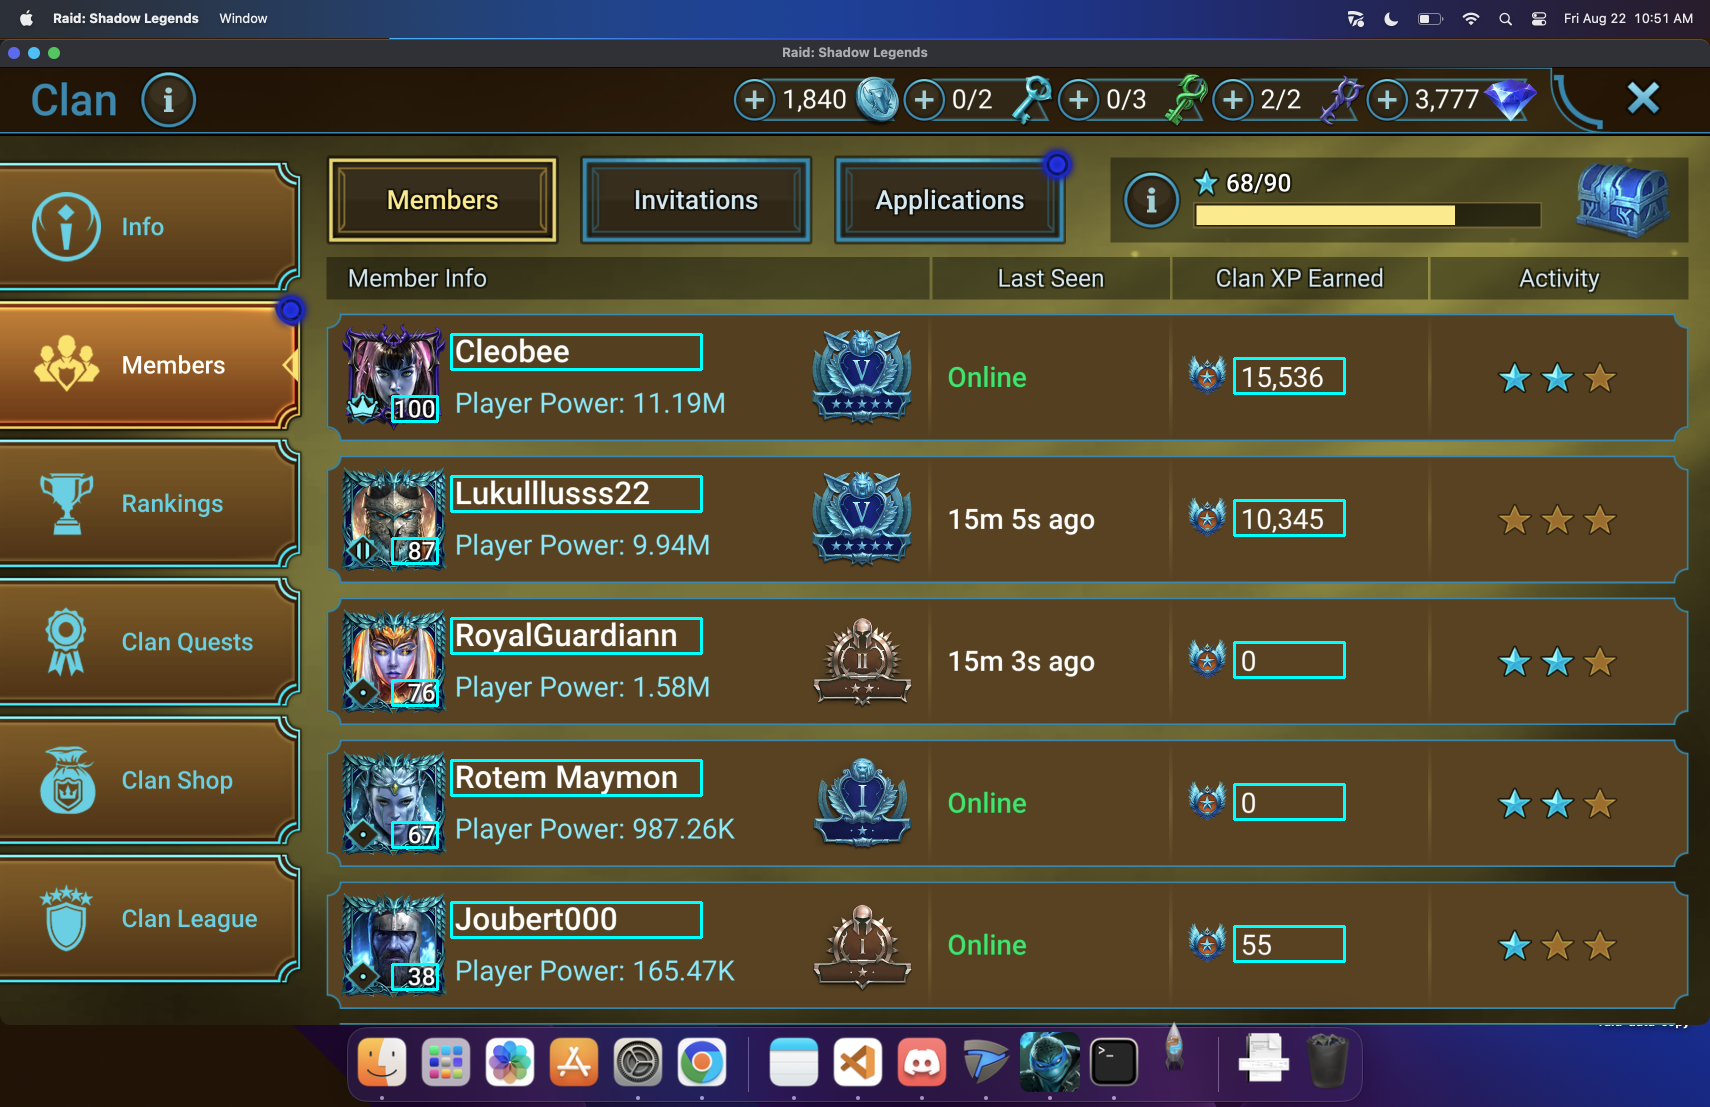 Raid: Shadow Legends Window Fri Aug 22 10:51 AM
Raid: Shadow Legends
Clan 1,840 0/2 0/3 2/2 3,777
Members Invitations Applications 68/90
Info
Member Info Last Seen Clan XP Earned Activity
Members
Cleobee
100 Player Power: 11.19M V Online 15,536
Rankings
Lukulllusss22
87 Player Power: 9.94M V 15m 5s ago 10,345
Clan Quests
RoyalGuardiann
76 Player Power: 1.58M II 15m 3s ago 0
Clan Shop
Rotem Maymon
67 Player Power: 987.26K I Online 0
Clan League
Joubert000
38 Player Power: 165.47K I Online 55